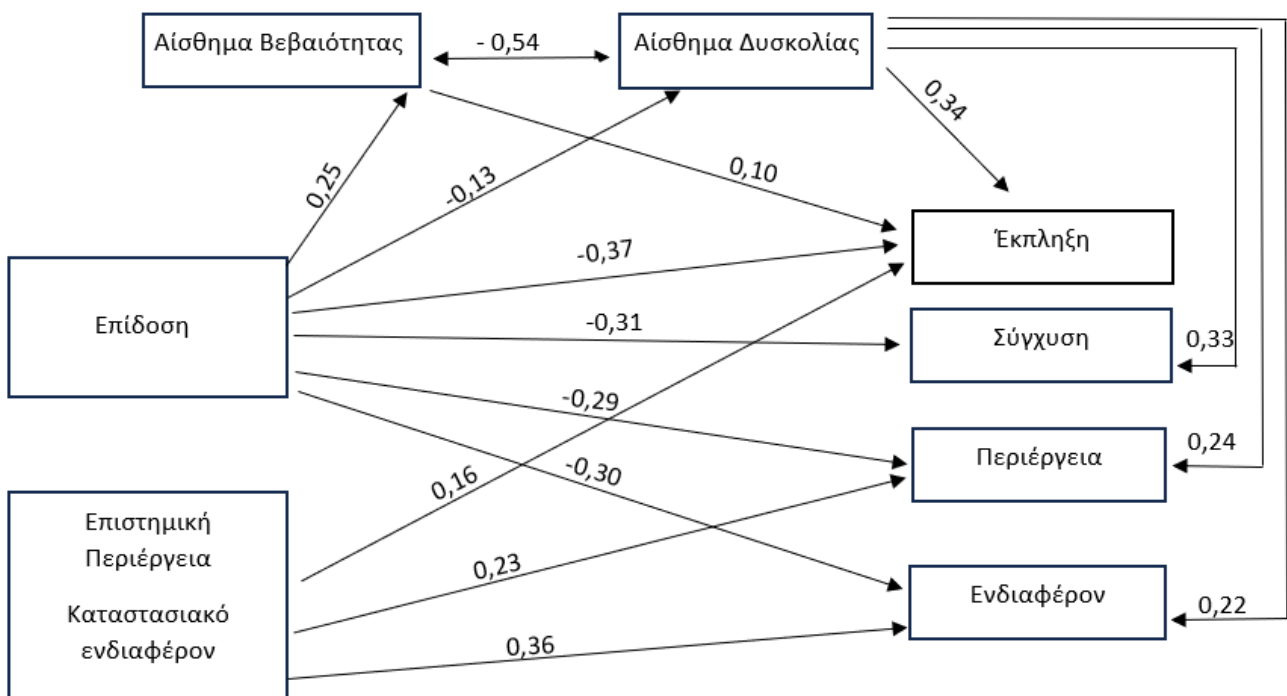 Αίσθημα Βεβαιότητας
- 0,54
Αίσθημα Δυσκολίας
0,34
0,25
-0,13
0,10
Έκπληξη
-0,37
Επίδοση
-0,31
Σύγχυση
0,33
-0,29
Περιέργεια
0,24
-0,30
0,16
Επιστημική
Περιέργεια
0,23
Ενδιαφέρον
0,22
Καταστασιακό
ενδιαφέρον
0,36